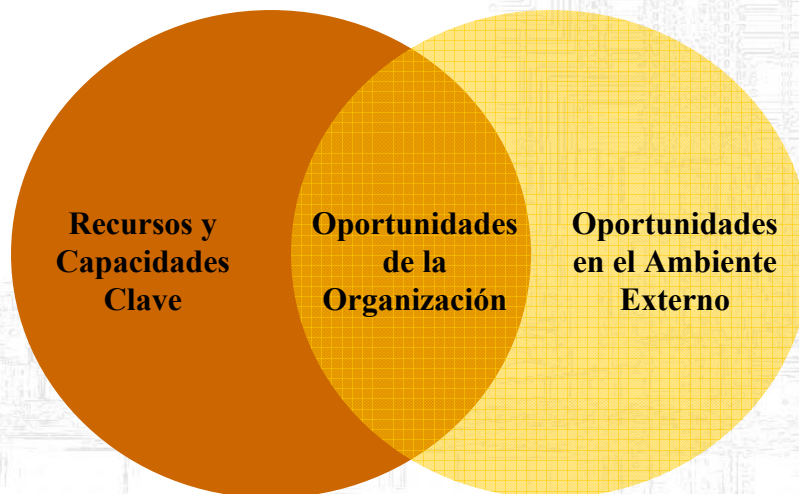 Recursos y
Capacidades
Clave
Oportunidades
de la
Organización
Oportunidades
en el Ambiente
Externo